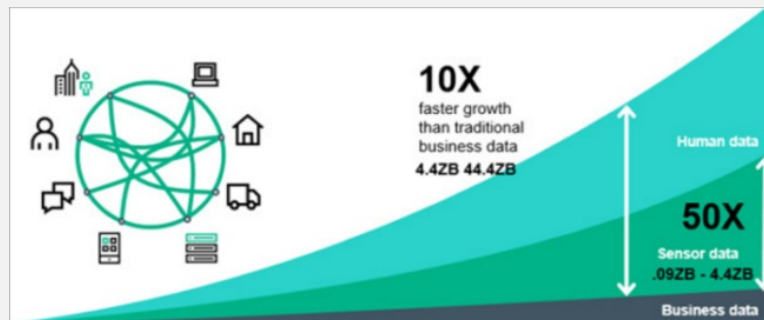 10X
faster growth
than traditional
business data
4.4ZB 44.4ZB
Human data
50X
Sensor data
.09ZB - 4.4ZB
Business data